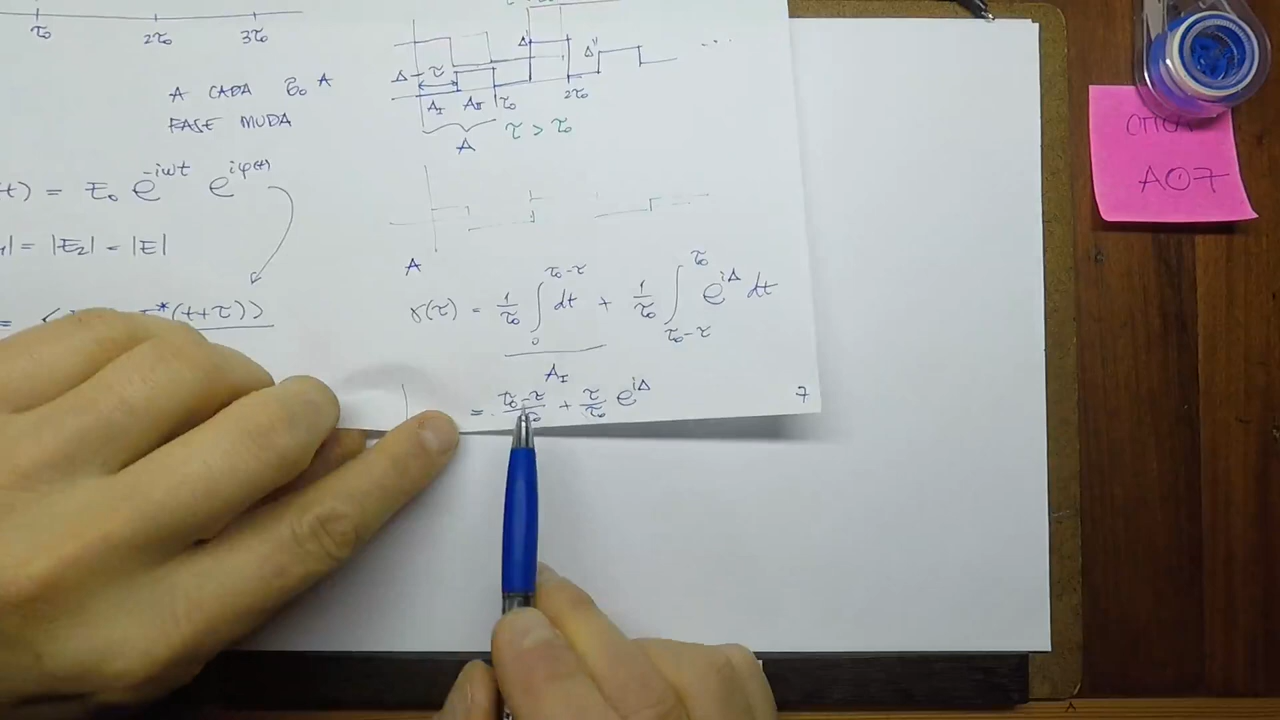 τ₀ 2τ₀ 3τ₀
A CADA τ₀ A
FASE MUDA
t) = E₀ e^{-iωt} e^{iφ(t)}
| = |E₂| = |E|
= < *(t+τ)>
Δ τ Δ' Δ''
A_I A_II τ₀ 2τ₀
A τ > τ₀
...
A
γ(τ) = 1/τ₀ ∫₀^{τ₀-τ} dt + 1/τ₀ ∫_{τ₀-τ}^{τ₀} e^{iΔ} dt
A_I
= (τ₀-τ)/τ₀ + τ/τ₀ e^{iΔ}
7
A07